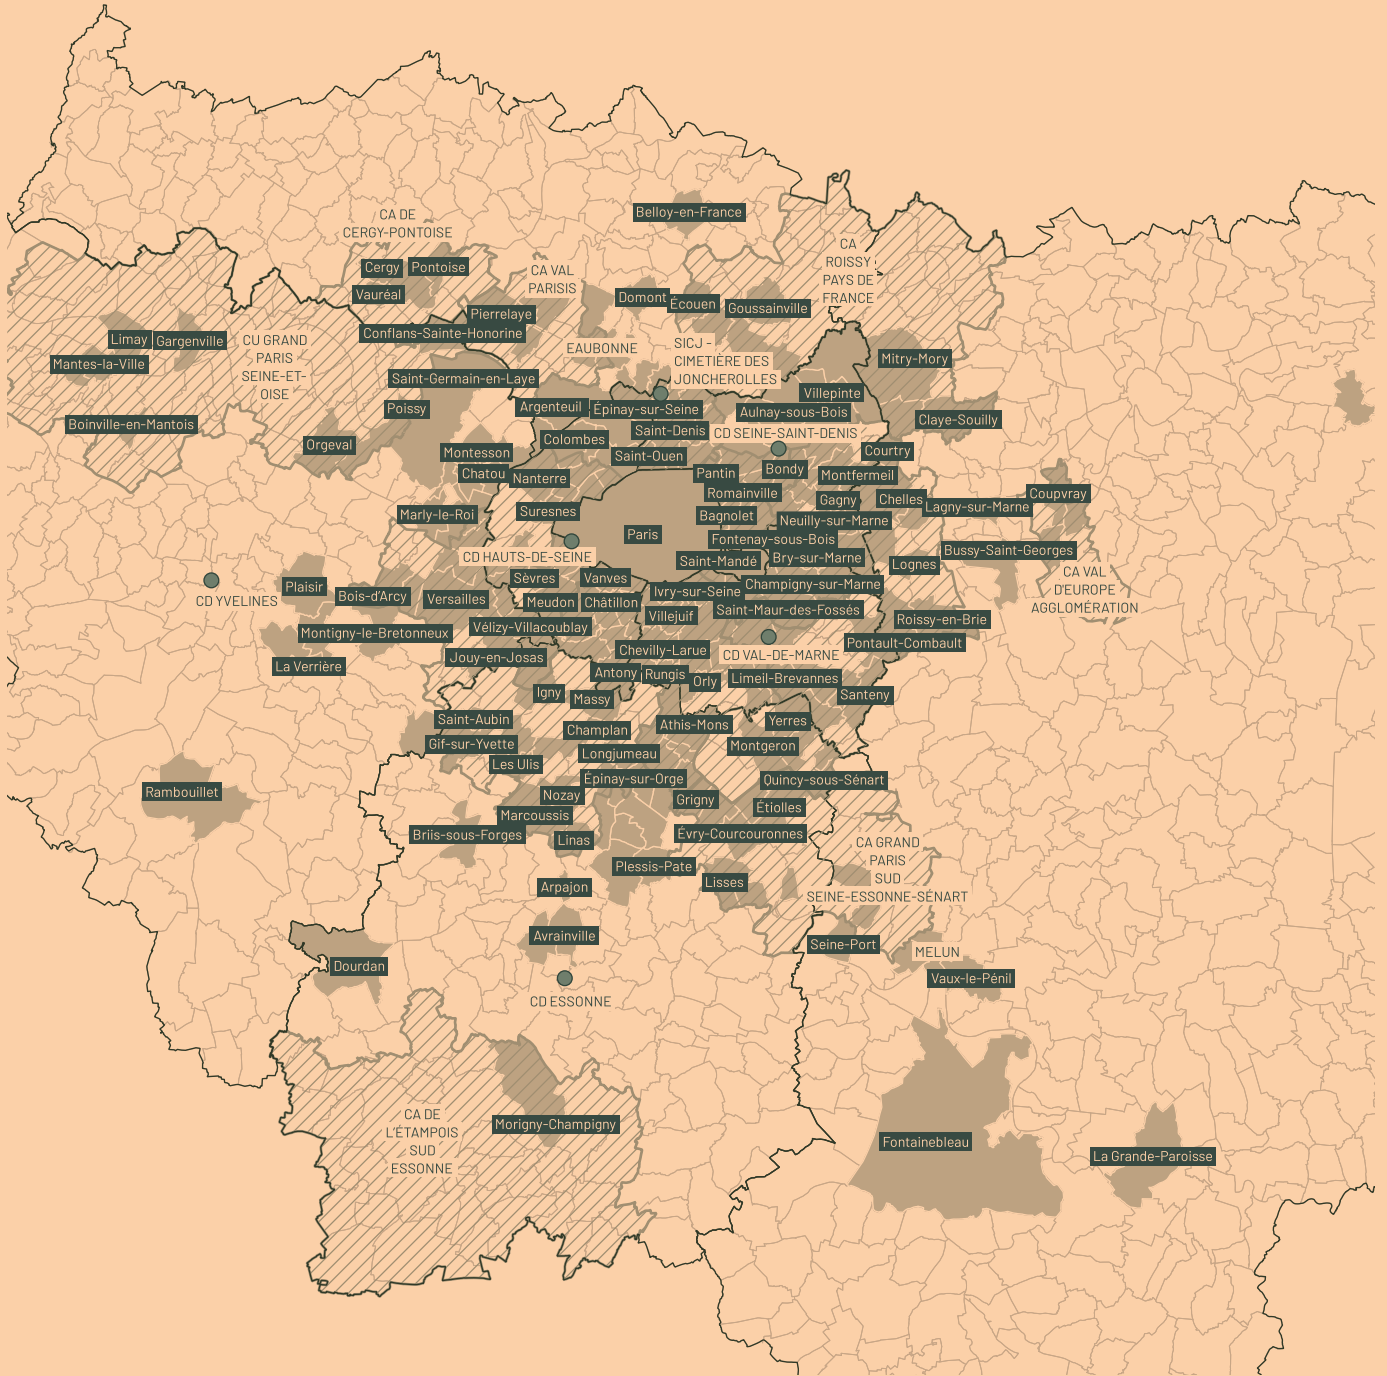 Belloy-en-France
CA DE
CERGY-PONTOISE
CA
ROISSY
PAYS DE
FRANCE
Cergy
Pontoise
CA VAL
PARISIS
Vauréal
Domont
Écouen
Goussainville
Pierrelaye
Conflans-Sainte-Honorine
Limay
Gargenville
CU GRAND
PARIS
SEINE-ET-
OISE
EAUBONNE
SICJ -
CIMETIÈRE DES
JONCHEROLLES
Mitry-Mory
Mantes-la-Ville
Saint-Germain-en-Laye
Villepinte
Poissy
Argenteuil
Épinay-sur-Seine
Aulnay-sous-Bois
Claye-Souilly
Boinville-en-Mantois
Saint-Denis
CD SEINE-SAINT-DENIS
Orgeval
Colombes
Montesson
Saint-Ouen
Courtry
Chatou
Nanterre
Pantin
Bondy
Montfermeil
Romainville
Gagny
Chelles
Lagny-sur-Marne
Coupvray
Marly-le-Roi
Suresnes
Bagnolet
Neuilly-sur-Marne
Paris
Fontenay-sous-Bois
CD HAUTS-DE-SEINE
Saint-Mandé
Bry-sur-Marne
Bussy-Saint-Georges
Lognes
CA VAL
D'EUROPE
AGGLOMÉRATION
Sèvres
Vanves
Ivry-sur-Seine
Champigny-sur-Marne
Plaisir
Bois-d'Arcy
CD YVELINES
Versailles
Meudon
Châtillon
Villejuif
Saint-Maur-des-Fossés
Roissy-en-Brie
Montigny-le-Bretonneux
Vélizy-Villacoublay
Pontault-Combault
La Verrière
Jouy-en-Josas
Chevilly-Larue
CD VAL-DE-MARNE
Antony
Rungis
Orly
Limeil-Brevannes
Igny
Massy
Santeny
Saint-Aubin
Champlan
Athis-Mons
Yerres
Gif-sur-Yvette
Longjumeau
Montgeron
Les Ulis
Épinay-sur-Orge
Quincy-sous-Sénart
Rambouillet
Nozay
Grigny
Étiolles
Marcoussis
Briis-sous-Forges
Linas
Évry-Courcouronnes
CA GRAND
PARIS
SUD
SEINE-ESSONNE-SÉNART
Plessis-Pate
Lisses
Arpajon
Avrainville
Seine-Port
MELUN
Dourdan
Vaux-le-Pénil
CD ESSONNE
CA DE
L'ÉTAMPOIS
SUD
ESSONNE
Morigny-Champigny
Fontainebleau
La Grande-Paroisse